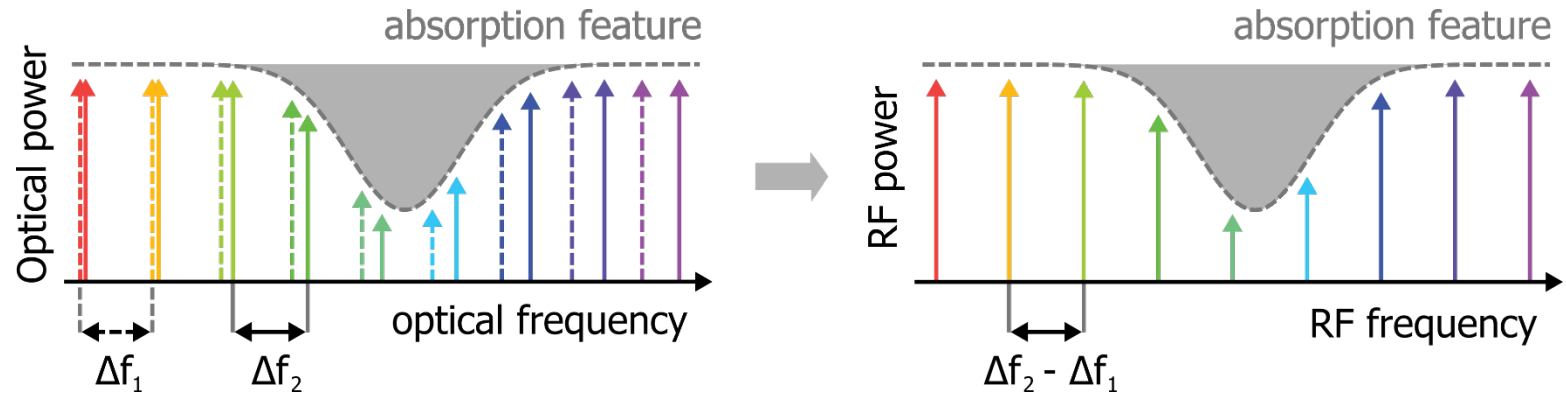 absorption feature
Optical power
optical frequency
Δf₁
Δf₂
absorption feature
RF power
RF frequency
Δf₂ - Δf₁